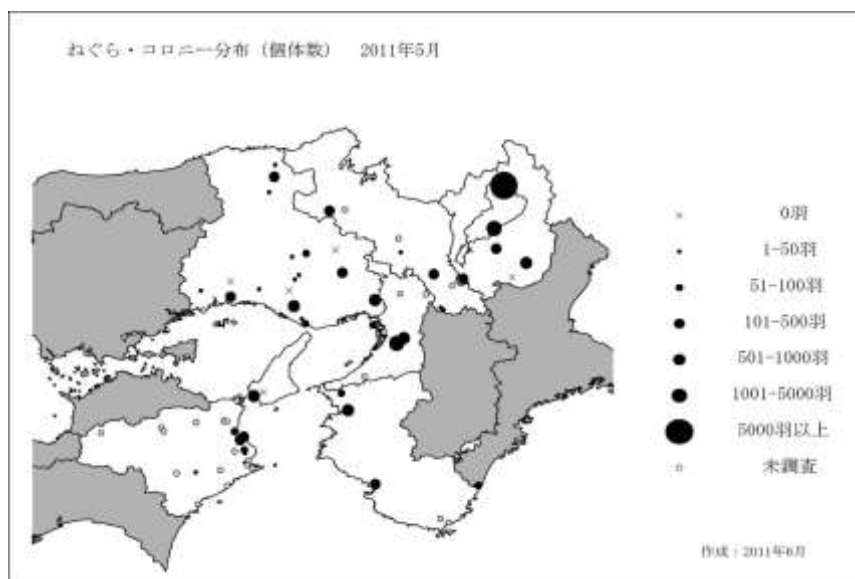 ねぐら・コロニー分布（個体数） 2011年5月
0羽
1-50羽
51-100羽
101-500羽
501-1000羽
1001-5000羽
5000羽以上
未調査
作成：2011年6月